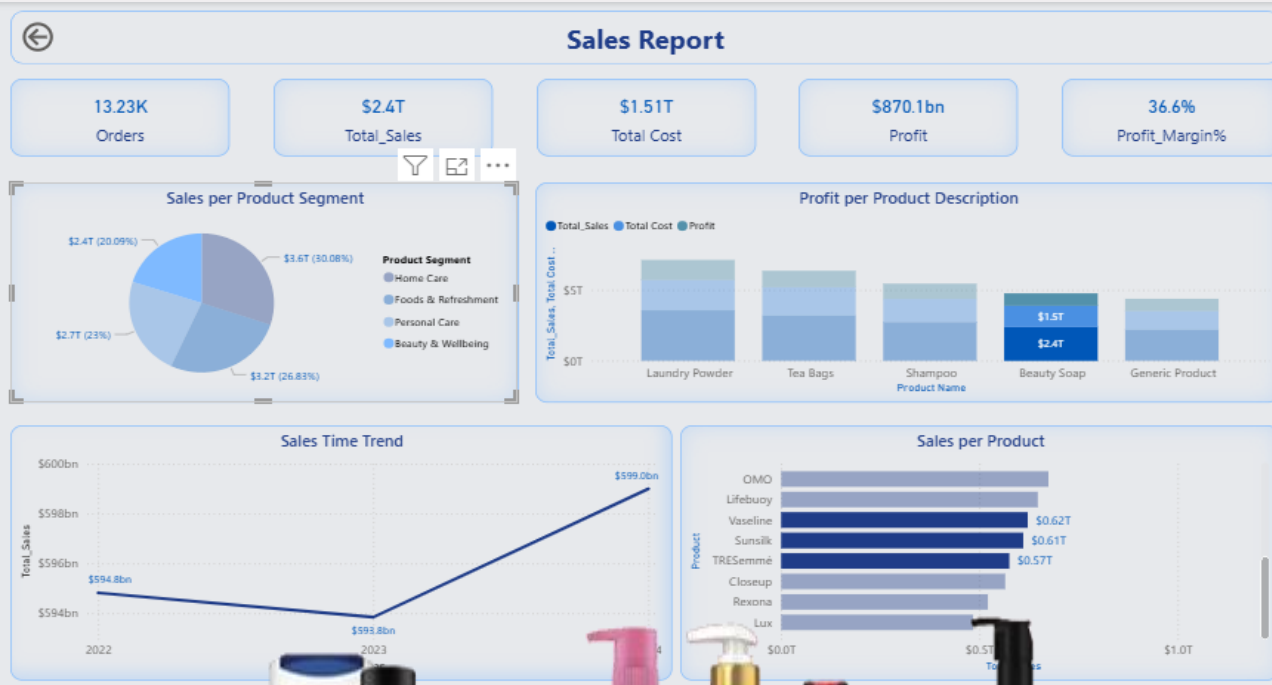 Sales Report
13.23K
Orders
$2.4T
Total_Sales
$1.51T
Total Cost
$870.1bn
Profit
36.6%
Profit_Margin%
Sales per Product Segment
$2.4T (20.09%)
$3.6T (30.08%)
$2.7T (23%)
$3.2T (26.83%)
Product Segment
Home Care
Foods & Refreshment
Personal Care
Beauty & Wellbeing
Profit per Product Description
Total_Sales Total Cost Profit
Total_Sales, Total Cost ...
$5T
$0T
$1.5T
$2.4T
Laundry Powder Tea Bags Shampoo Beauty Soap Generic Product
Product Name
Sales Time Trend
Total_Sales
$600bn
$598bn
$596bn
$594bn
$594.8bn
$593.8bn
$599.0bn
2022 2023 4
Sales per Product
Product
OMO
Lifebuoy
Vaseline $0.62T
Sunsilk $0.61T
TRESemmé $0.57T
Closeup
Rexona
Lux
$0.0T $0.5T $1.0T